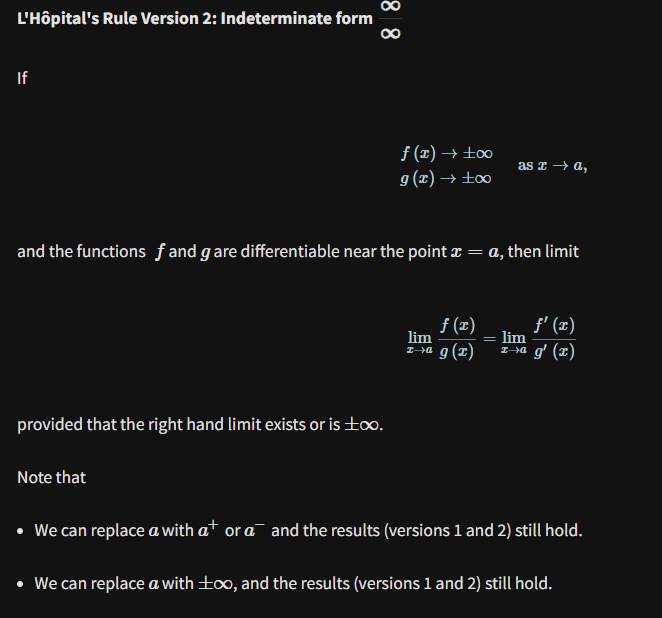 L'Hôpital's Rule Version 2: Indeterminate form ∞/∞
If
f (x) → ±∞
g (x) → ±∞ as x → a,
and the functions f and g are differentiable near the point x = a, then limit
lim_{x→a} f (x)/g (x) = lim_{x→a} f′ (x)/g′ (x)
provided that the right hand limit exists or is ±∞.
Note that
• We can replace a with a⁺ or a⁻ and the results (versions 1 and 2) still hold.
• We can replace a with ±∞, and the results (versions 1 and 2) still hold.